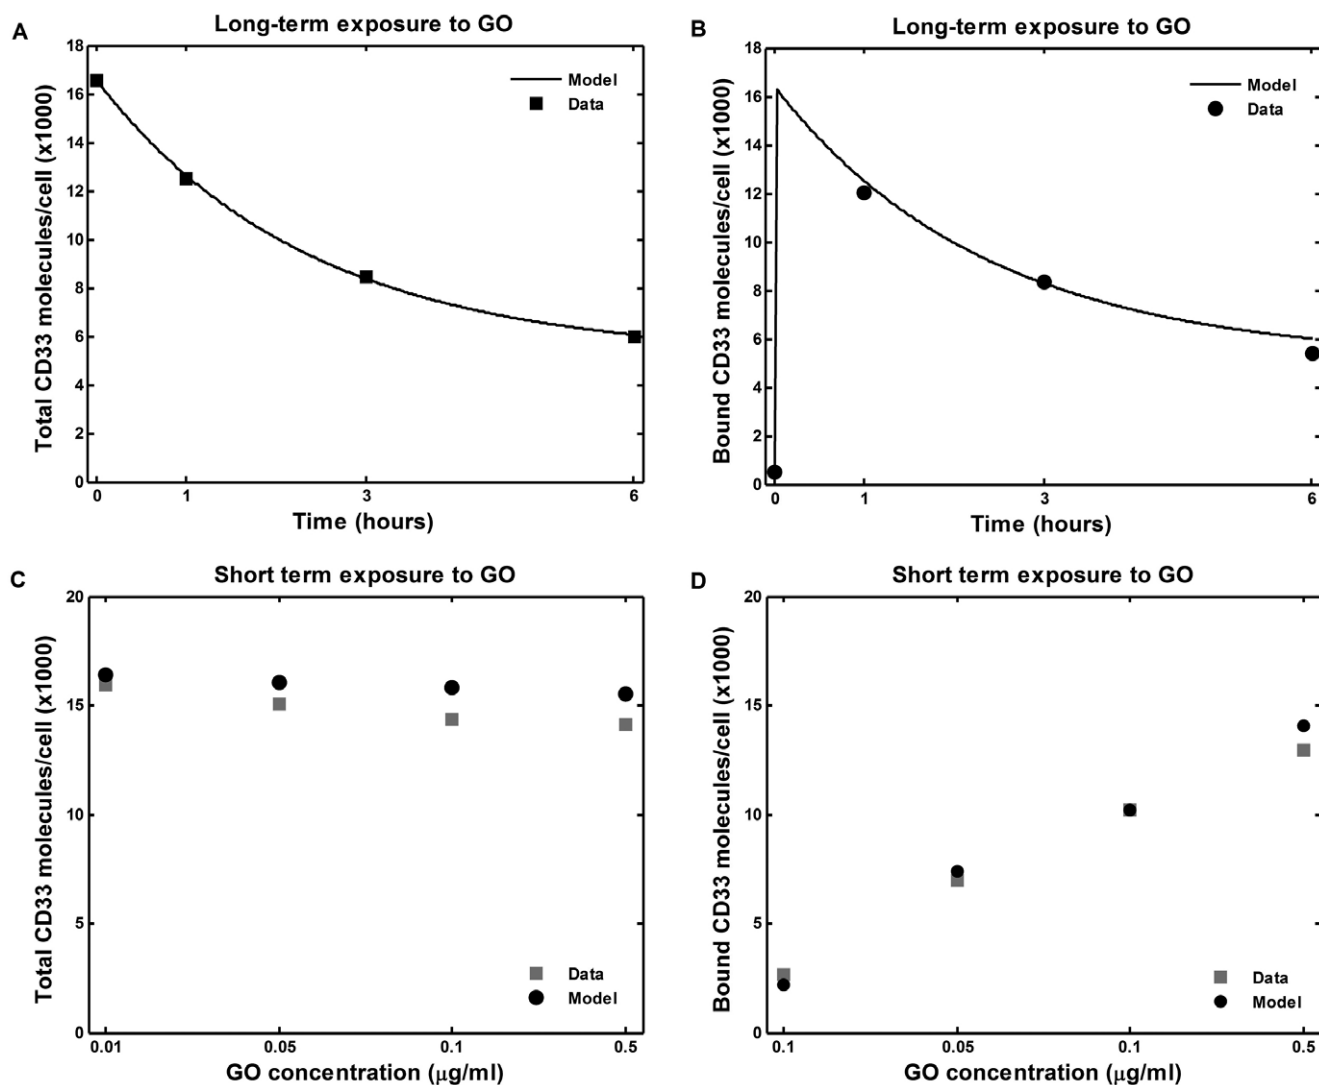 A
Long-term exposure to GO
18
16
14
12
10
8
6
4
2
0
Total CD33 molecules/cell (x1000)
Model
Data
0 1 3 6
Time (hours)
B
Long-term exposure to GO
18
16
14
12
10
8
6
4
2
0
Bound CD33 molecules/cell (x1000)
Model
Data
0 1 3 6
Time (hours)
C
Short term exposure to GO
20
15
10
5
0
Total CD33 molecules/cell (x1000)
Data
Model
0.01 0.05 0.1 0.5
GO concentration (μg/ml)
D
Short term exposure to GO
20
15
10
5
0
Bound CD33 molecules/cell (x1000)
Data
Model
0.1 0.05 0.1 0.5
GO concentration (μg/ml)